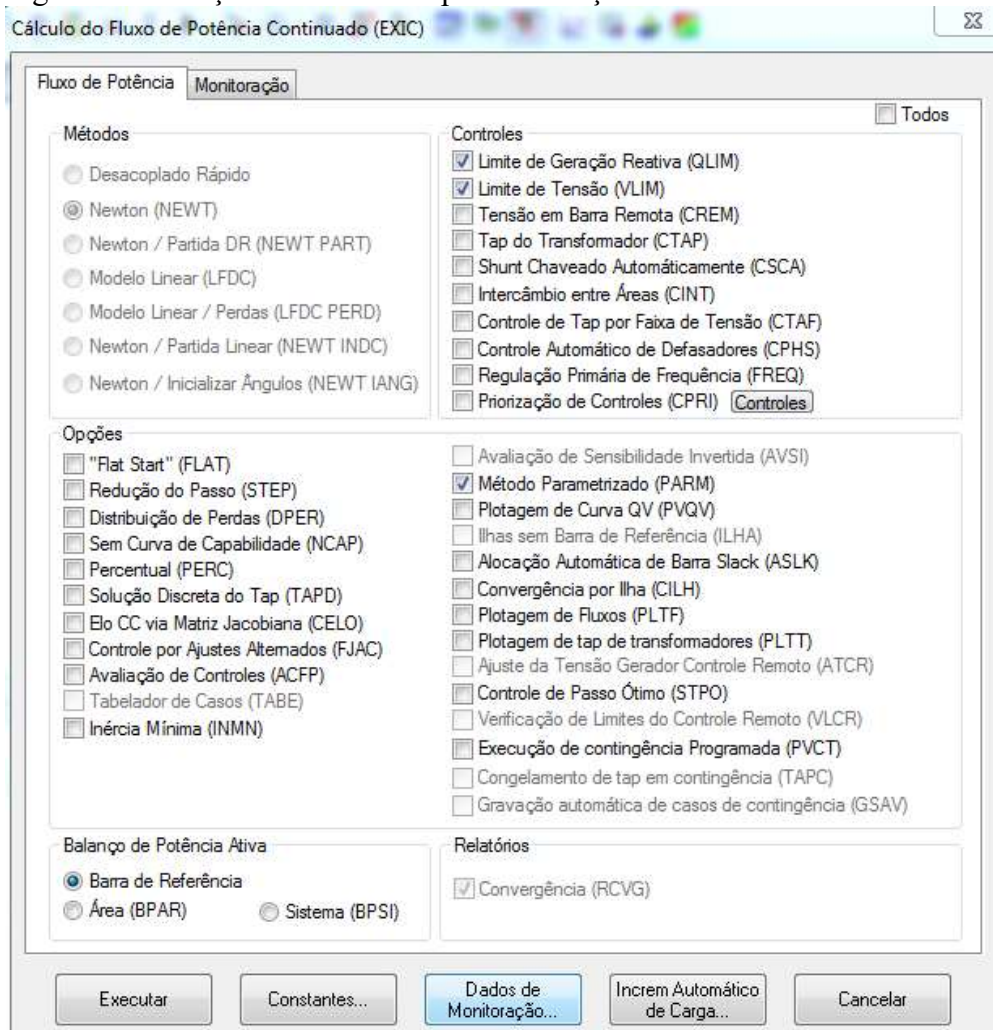 Cálculo do Fluxo de Potência Continuado (EXIC)
Fluxo de Potência
Monitoração
Todos
Métodos
Desacoplado Rápido
Newton (NEWT)
Newton / Partida DR (NEWT PART)
Modelo Linear (LFDC)
Modelo Linear / Perdas (LFDC PERD)
Newton / Partida Linear (NEWT INDC)
Newton / Inicializar Ângulos (NEWT IANG)
Controles
Limite de Geração Reativa (QLIM)
Limite de Tensão (VLIM)
Tensão em Barra Remota (CREM)
Tap do Transformador (CTAP)
Shunt Chaveado Automáticamente (CSCA)
Intercâmbio entre Áreas (CINT)
Controle de Tap por Faixa de Tensão (CTAF)
Controle Automático de Defasadores (CPHS)
Regulação Primária de Frequência (FREQ)
Priorização de Controles (CPRI) Controles
Opções
"Flat Start" (FLAT)
Redução do Passo (STEP)
Distribuição de Perdas (DPER)
Sem Curva de Capabilidade (NCAP)
Percentual (PERC)
Solução Discreta do Tap (TAPD)
Elo CC via Matriz Jacobiana (CELO)
Controle por Ajustes Alternados (FJAC)
Avaliação de Controles (ACFP)
Tabelador de Casos (TABE)
Inércia Mínima (INMN)
Avaliação de Sensibilidade Invertida (AVSI)
Método Parametrizado (PARM)
Plotagem de Curva QV (PVQV)
Ilhas sem Barra de Referência (ILHA)
Alocação Automática de Barra Slack (ASLK)
Convergência por Ilha (CILH)
Plotagem de Fluxos (PLTF)
Plotagem de tap de transformadores (PLTT)
Ajuste da Tensão Gerador Controle Remoto (ATCR)
Controle de Passo Ótimo (STPO)
Verificação de Limites do Controle Remoto (VLCR)
Execução de contingência Programada (PVCT)
Congelamento de tap em contingência (TAPC)
Gravação automática de casos de contingência (GSAV)
Balanço de Potência Ativa
Barra de Referência
Área (BPAR)
Sistema (BPSI)
Relatórios
Convergência (RCVG)
Executar
Constantes...
Dados de
Monitoração...
Increm Automático
de Carga...
Cancelar